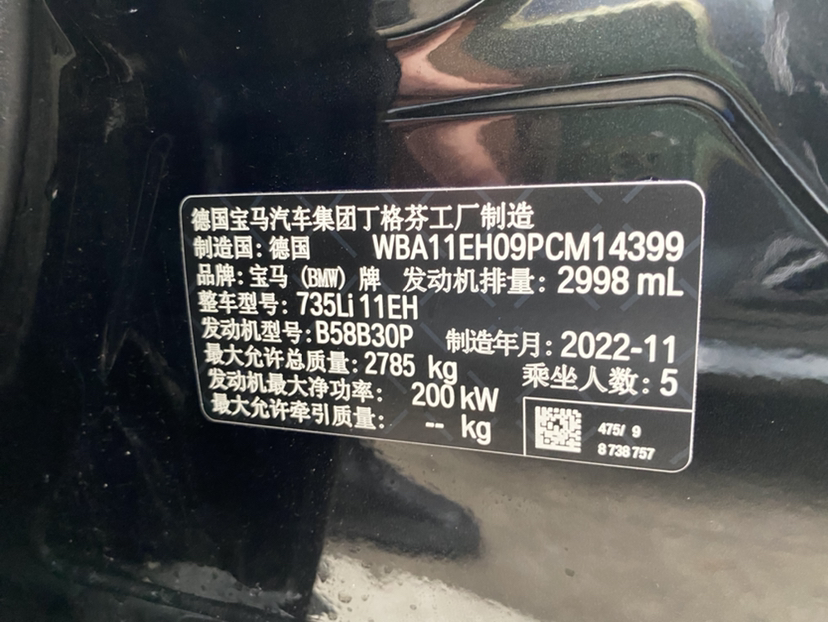 德国宝马汽车集团丁格芬工厂制造
制造国: 德国 WBA11EH09PCM14399
品牌: 宝马 (BMW) 牌 发动机排量: 2998 mL
整车型号: 735Li 11EH
发动机型号: B58B30P 制造年月: 2022-11
最大允许总质量: 2785 kg 乘坐人数: 5
发动机最大净功率: 200 kW
最大允许牵引质量: -- kg
475/ 9
8 738 757